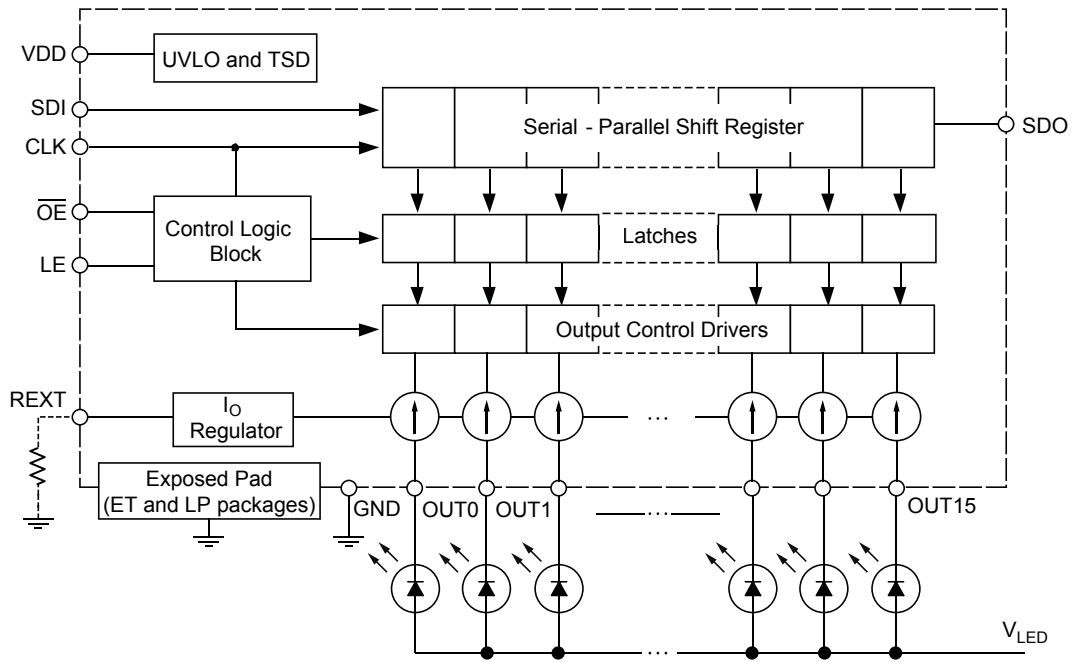 VDD
UVLO and TSD
SDI
Serial - Parallel Shift Register
SDO
CLK
OE
Control Logic
Block
Latches
LE
Output Control Drivers
REXT
IO
Regulator
...
Exposed Pad
(ET and LP packages)
GND
OUT0
OUT1
...
OUT15
VLED
...